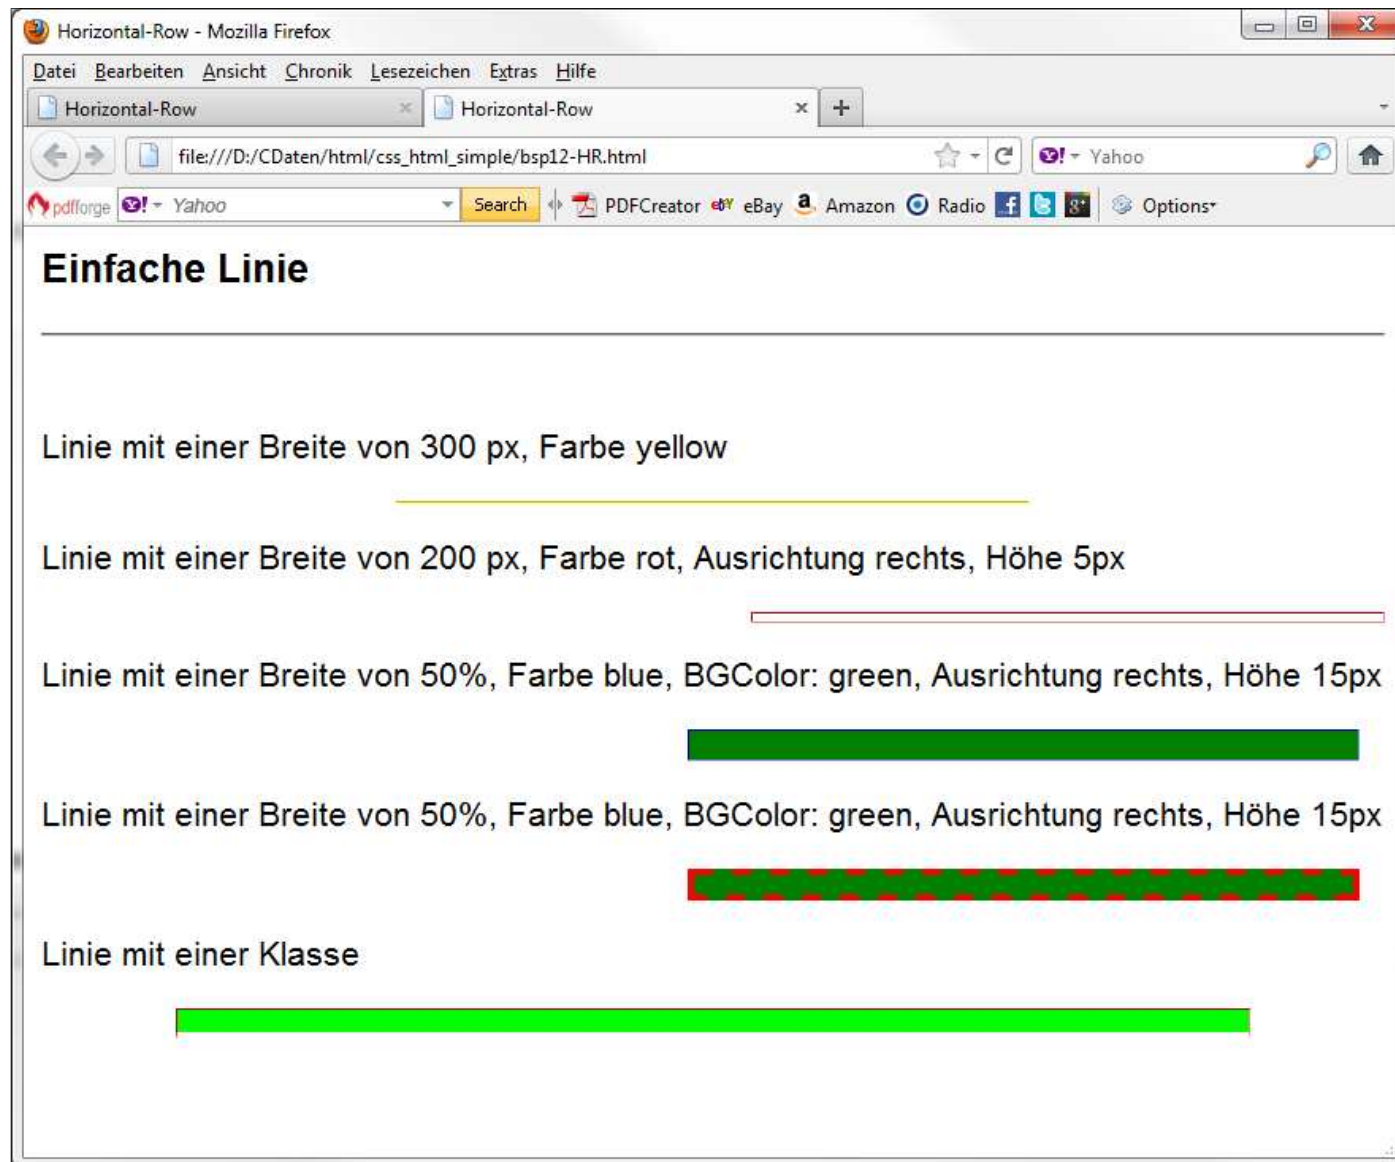 Horizontal-Row - Mozilla Firefox
Datei Bearbeiten Ansicht Chronik Lesezeichen Extras Hilfe
Horizontal-Row Horizontal-Row
file:///D:/CDaten/html/css_html_simple/bsp12-HR.html Yahoo
pdfforge Yahoo Search PDFCreator eBay Amazon Radio Options
Einfache Linie
Linie mit einer Breite von 300 px, Farbe yellow
Linie mit einer Breite von 200 px, Farbe rot, Ausrichtung rechts, Höhe 5px
Linie mit einer Breite von 50%, Farbe blue, BGColor: green, Ausrichtung rechts, Höhe 15px
Linie mit einer Breite von 50%, Farbe blue, BGColor: green, Ausrichtung rechts, Höhe 15px
Linie mit einer Klasse